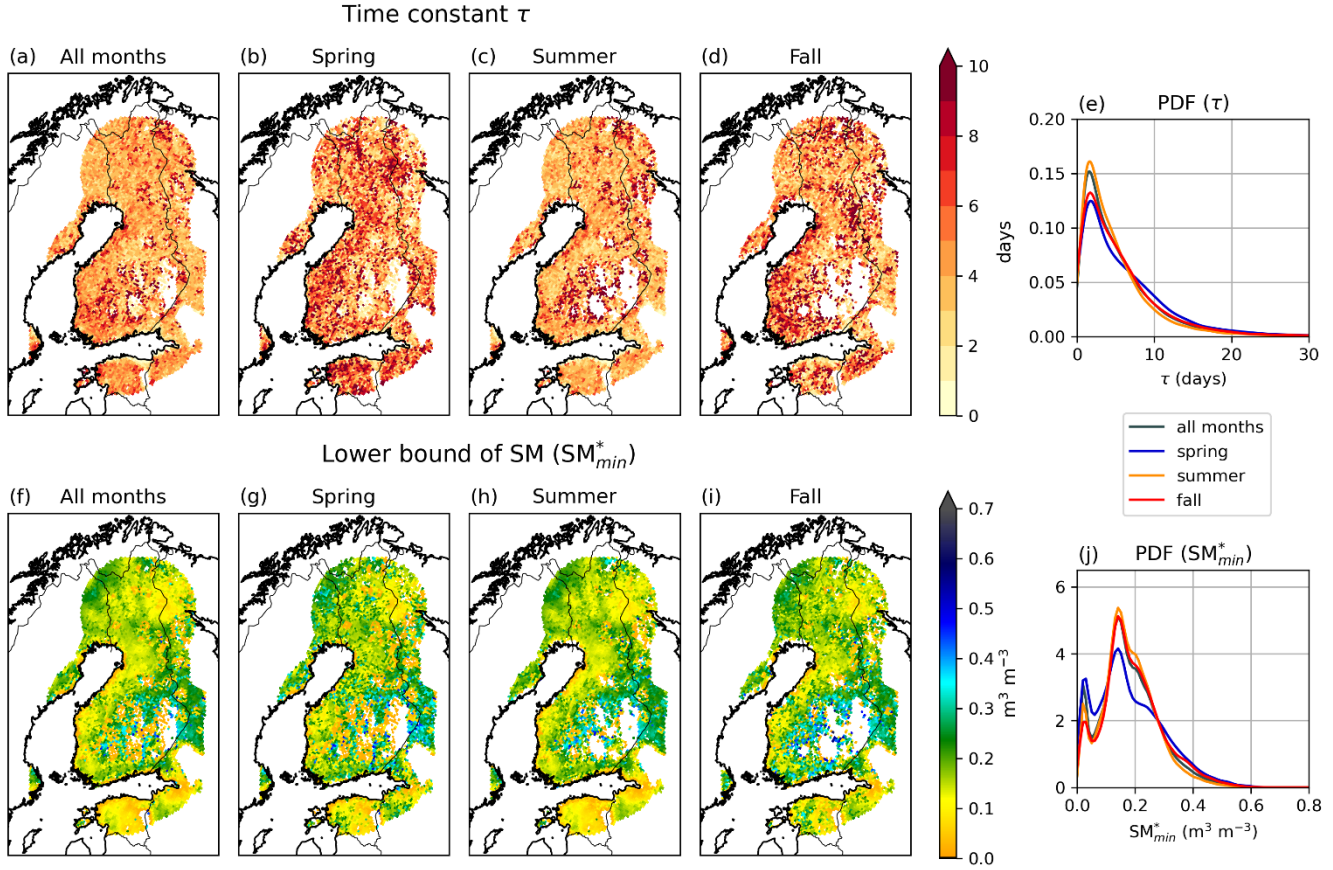 Time constant τ
(a) All months
(b) Spring
(c) Summer
(d) Fall
10
8
6
4
2
0
days
(e) PDF (τ)
0.20
0.15
0.10
0.05
0.00
0 10 20 30
τ (days)
all months
spring
summer
fall
Lower bound of SM (SM*min)
(f) All months
(g) Spring
(h) Summer
(i) Fall
0.7
0.6
0.5
0.4
0.3
0.2
0.1
0.0
m³ m⁻³
(j) PDF (SM*min)
6
4
2
0
0.0 0.2 0.4 0.6 0.8
SM*min (m³ m⁻³)